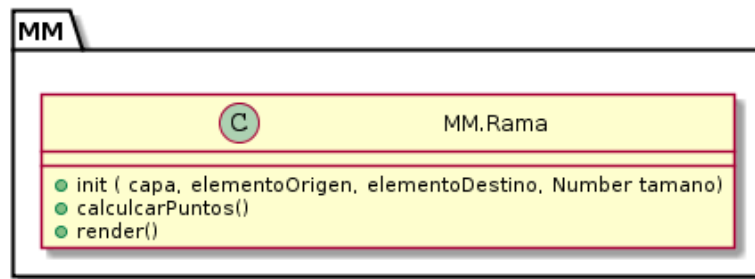 MM
C MM.Rama
init ( capa, elementoOrigen, elementoDestino, Number tamano)
calculcarPuntos()
render()